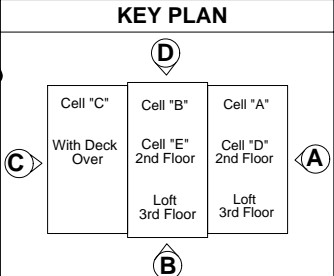 KEY PLAN
D
Cell "C"
With Deck
Over
Cell "B"
Cell "E"
2nd Floor
Loft
3rd Floor
Cell "A"
Cell "D"
2nd Floor
Loft
3rd Floor
C
A
B